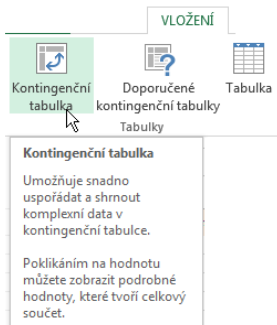 VLOŽENÍ
Kontingenční
tabulka
Doporučené
kontingenční tabulky
Tabulka
Tabulky
Kontingenční tabulka
Umožňuje snadno
uspořádat a shrnout
komplexní data v
kontingenční tabulce.
Poklikáním na hodnotu
můžete zobrazit podrobné
hodnoty, které tvoří celkový
součet.